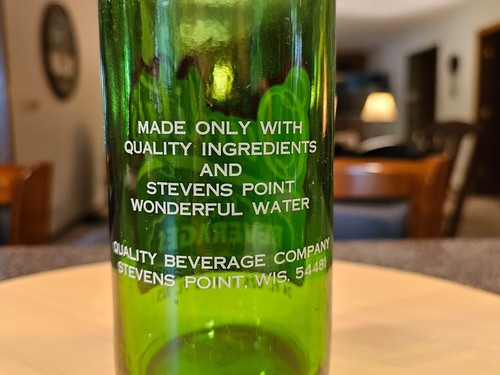 MADE ONLY WITH
QUALITY INGREDIENTS
AND
STEVENS POINT
WONDERFUL WATER
QUALITY BEVERAGE COMPANY
STEVENS POINT, WIS. 54481